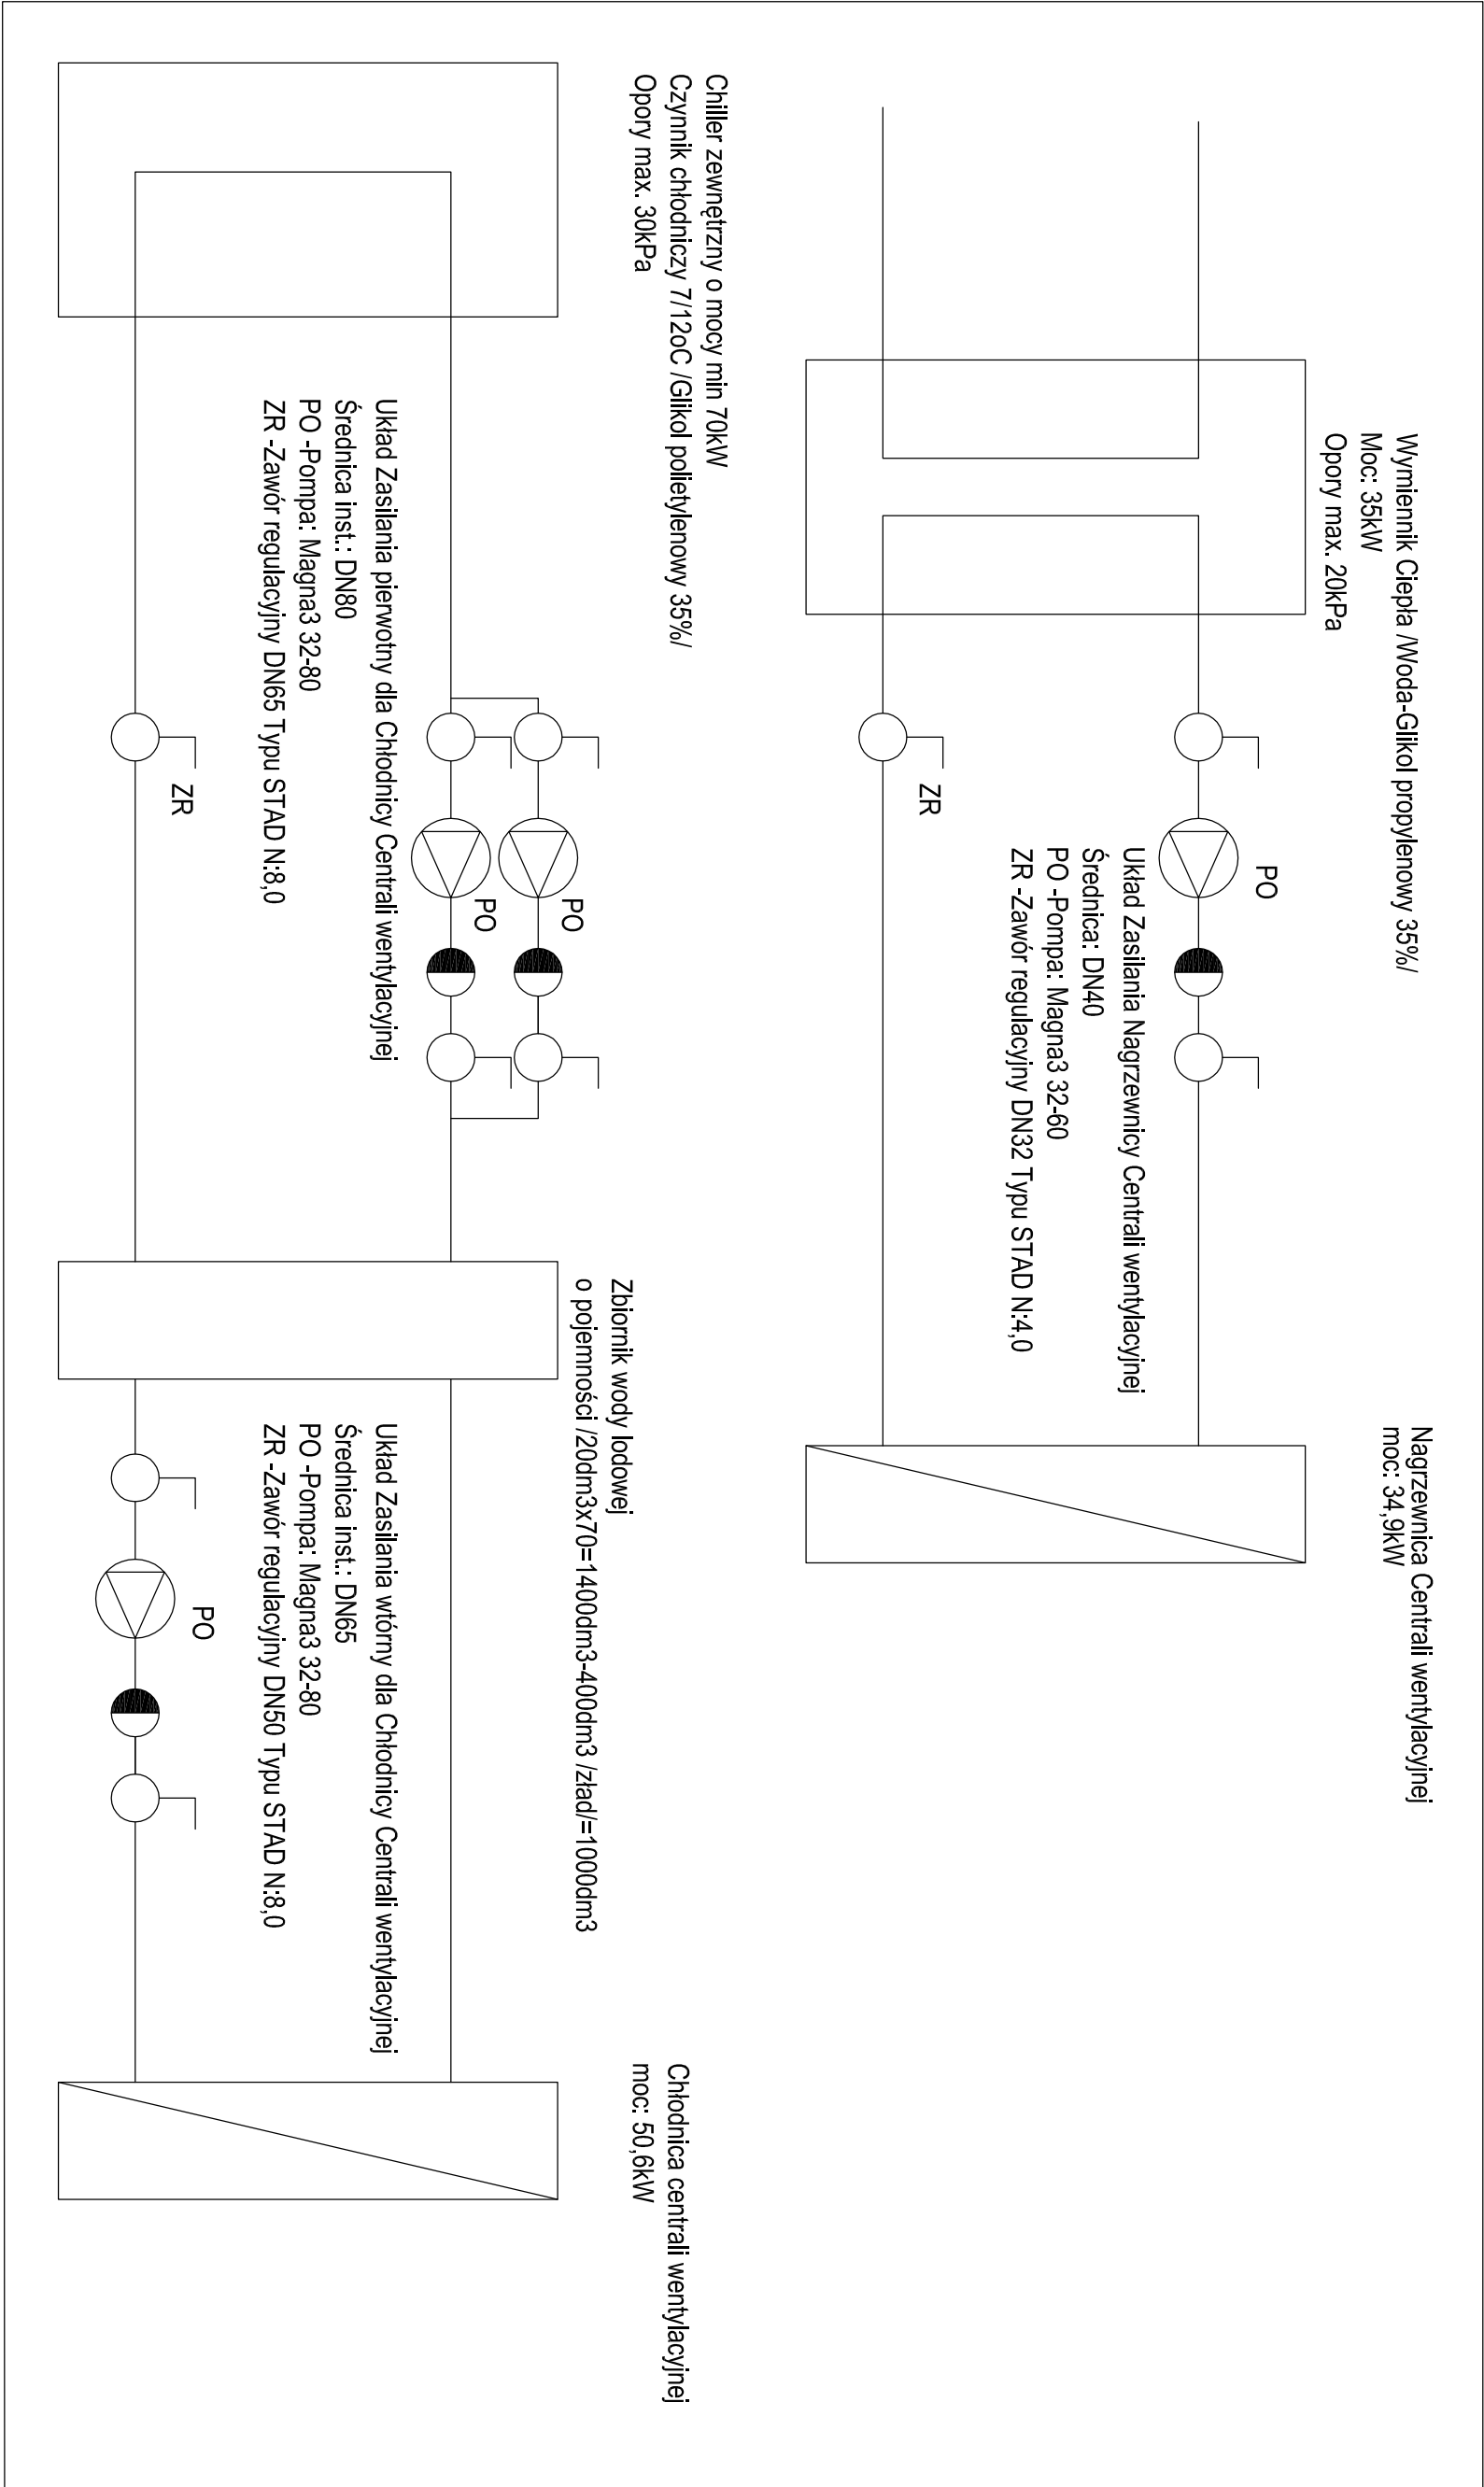 Wymiennik Ciepła /Woda-Glikol propylenowy 35%/
Moc: 35kW
Opory max. 20kPa
PO
ZR
Układ Zasilania Nagrzewnicy Centrali wentylacyjnej
Średnica: DN40
PO -Pompa: Magna3 32-60
ZR -Zawór regulacyjny DN32 Typu STAD N:4,0
Nagrzewnica Centrali wentylacyjnej
moc: 34,9kW
Chiller zewnętrzny o mocy min 70kW
Czynnik chłodniczy 7/12oC /Glikol polietylenowy 35%/
Opory max. 30kPa
PO
PO
ZR
Układ Zasilania pierwotny dla Chłodnicy Centrali wentylacyjnej
Średnica inst.: DN80
PO -Pompa: Magna3 32-80
ZR -Zawór regulacyjny DN65 Typu STAD N:8,0
Zbiornik wody lodowej
o pojemności /20dm3x70=1400dm3-400dm3 /zład/=1000dm3
Układ Zasilania wtórny dla Chłodnicy Centrali wentylacyjnej
Średnica inst.: DN65
PO -Pompa: Magna3 32-80
ZR -Zawór regulacyjny DN50 Typu STAD N:8,0
PO
Chłodnica centrali wentylacyjnej
moc: 50,6kW